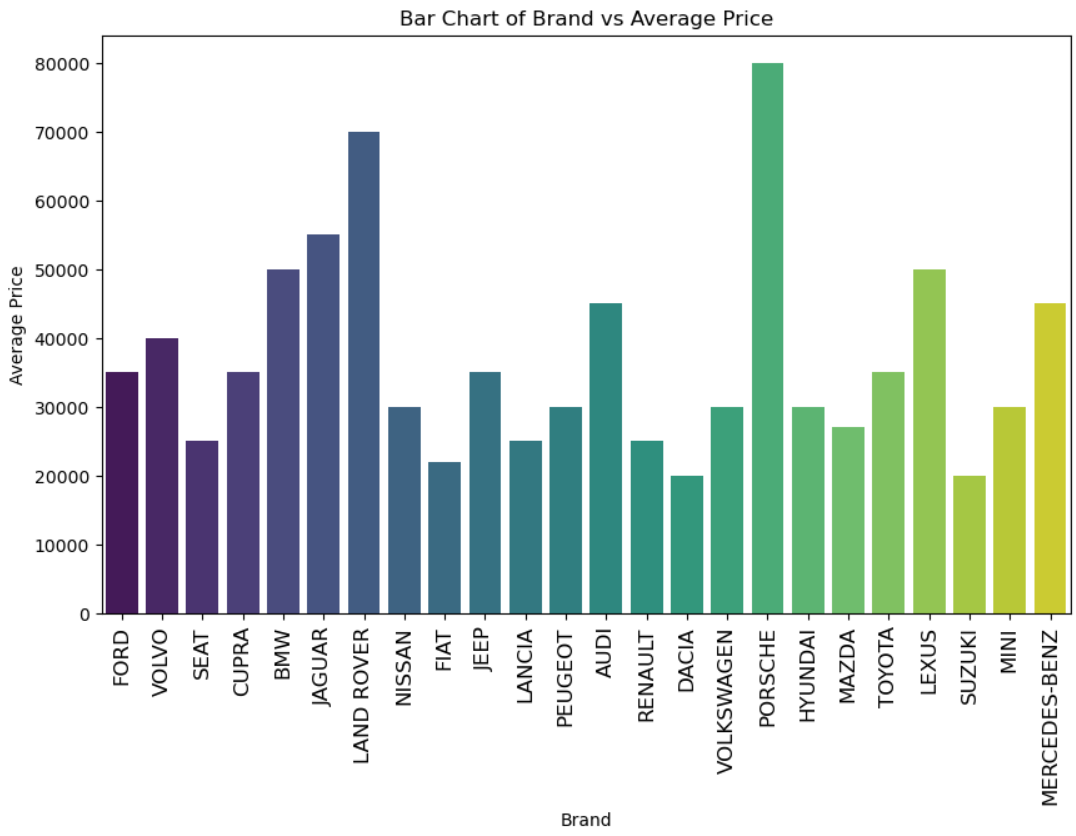 Bar Chart of Brand vs Average Price
Average Price
80000
70000
60000
50000
40000
30000
20000
10000
0
FORD
VOLVO
SEAT
CUPRA
BMW
JAGUAR
LAND ROVER
NISSAN
FIAT
JEEP
LANCIA
PEUGEOT
AUDI
RENAULT
DACIA
VOLKSWAGEN
PORSCHE
HYUNDAI
MAZDA
TOYOTA
LEXUS
SUZUKI
MINI
MERCEDES-BENZ
Brand